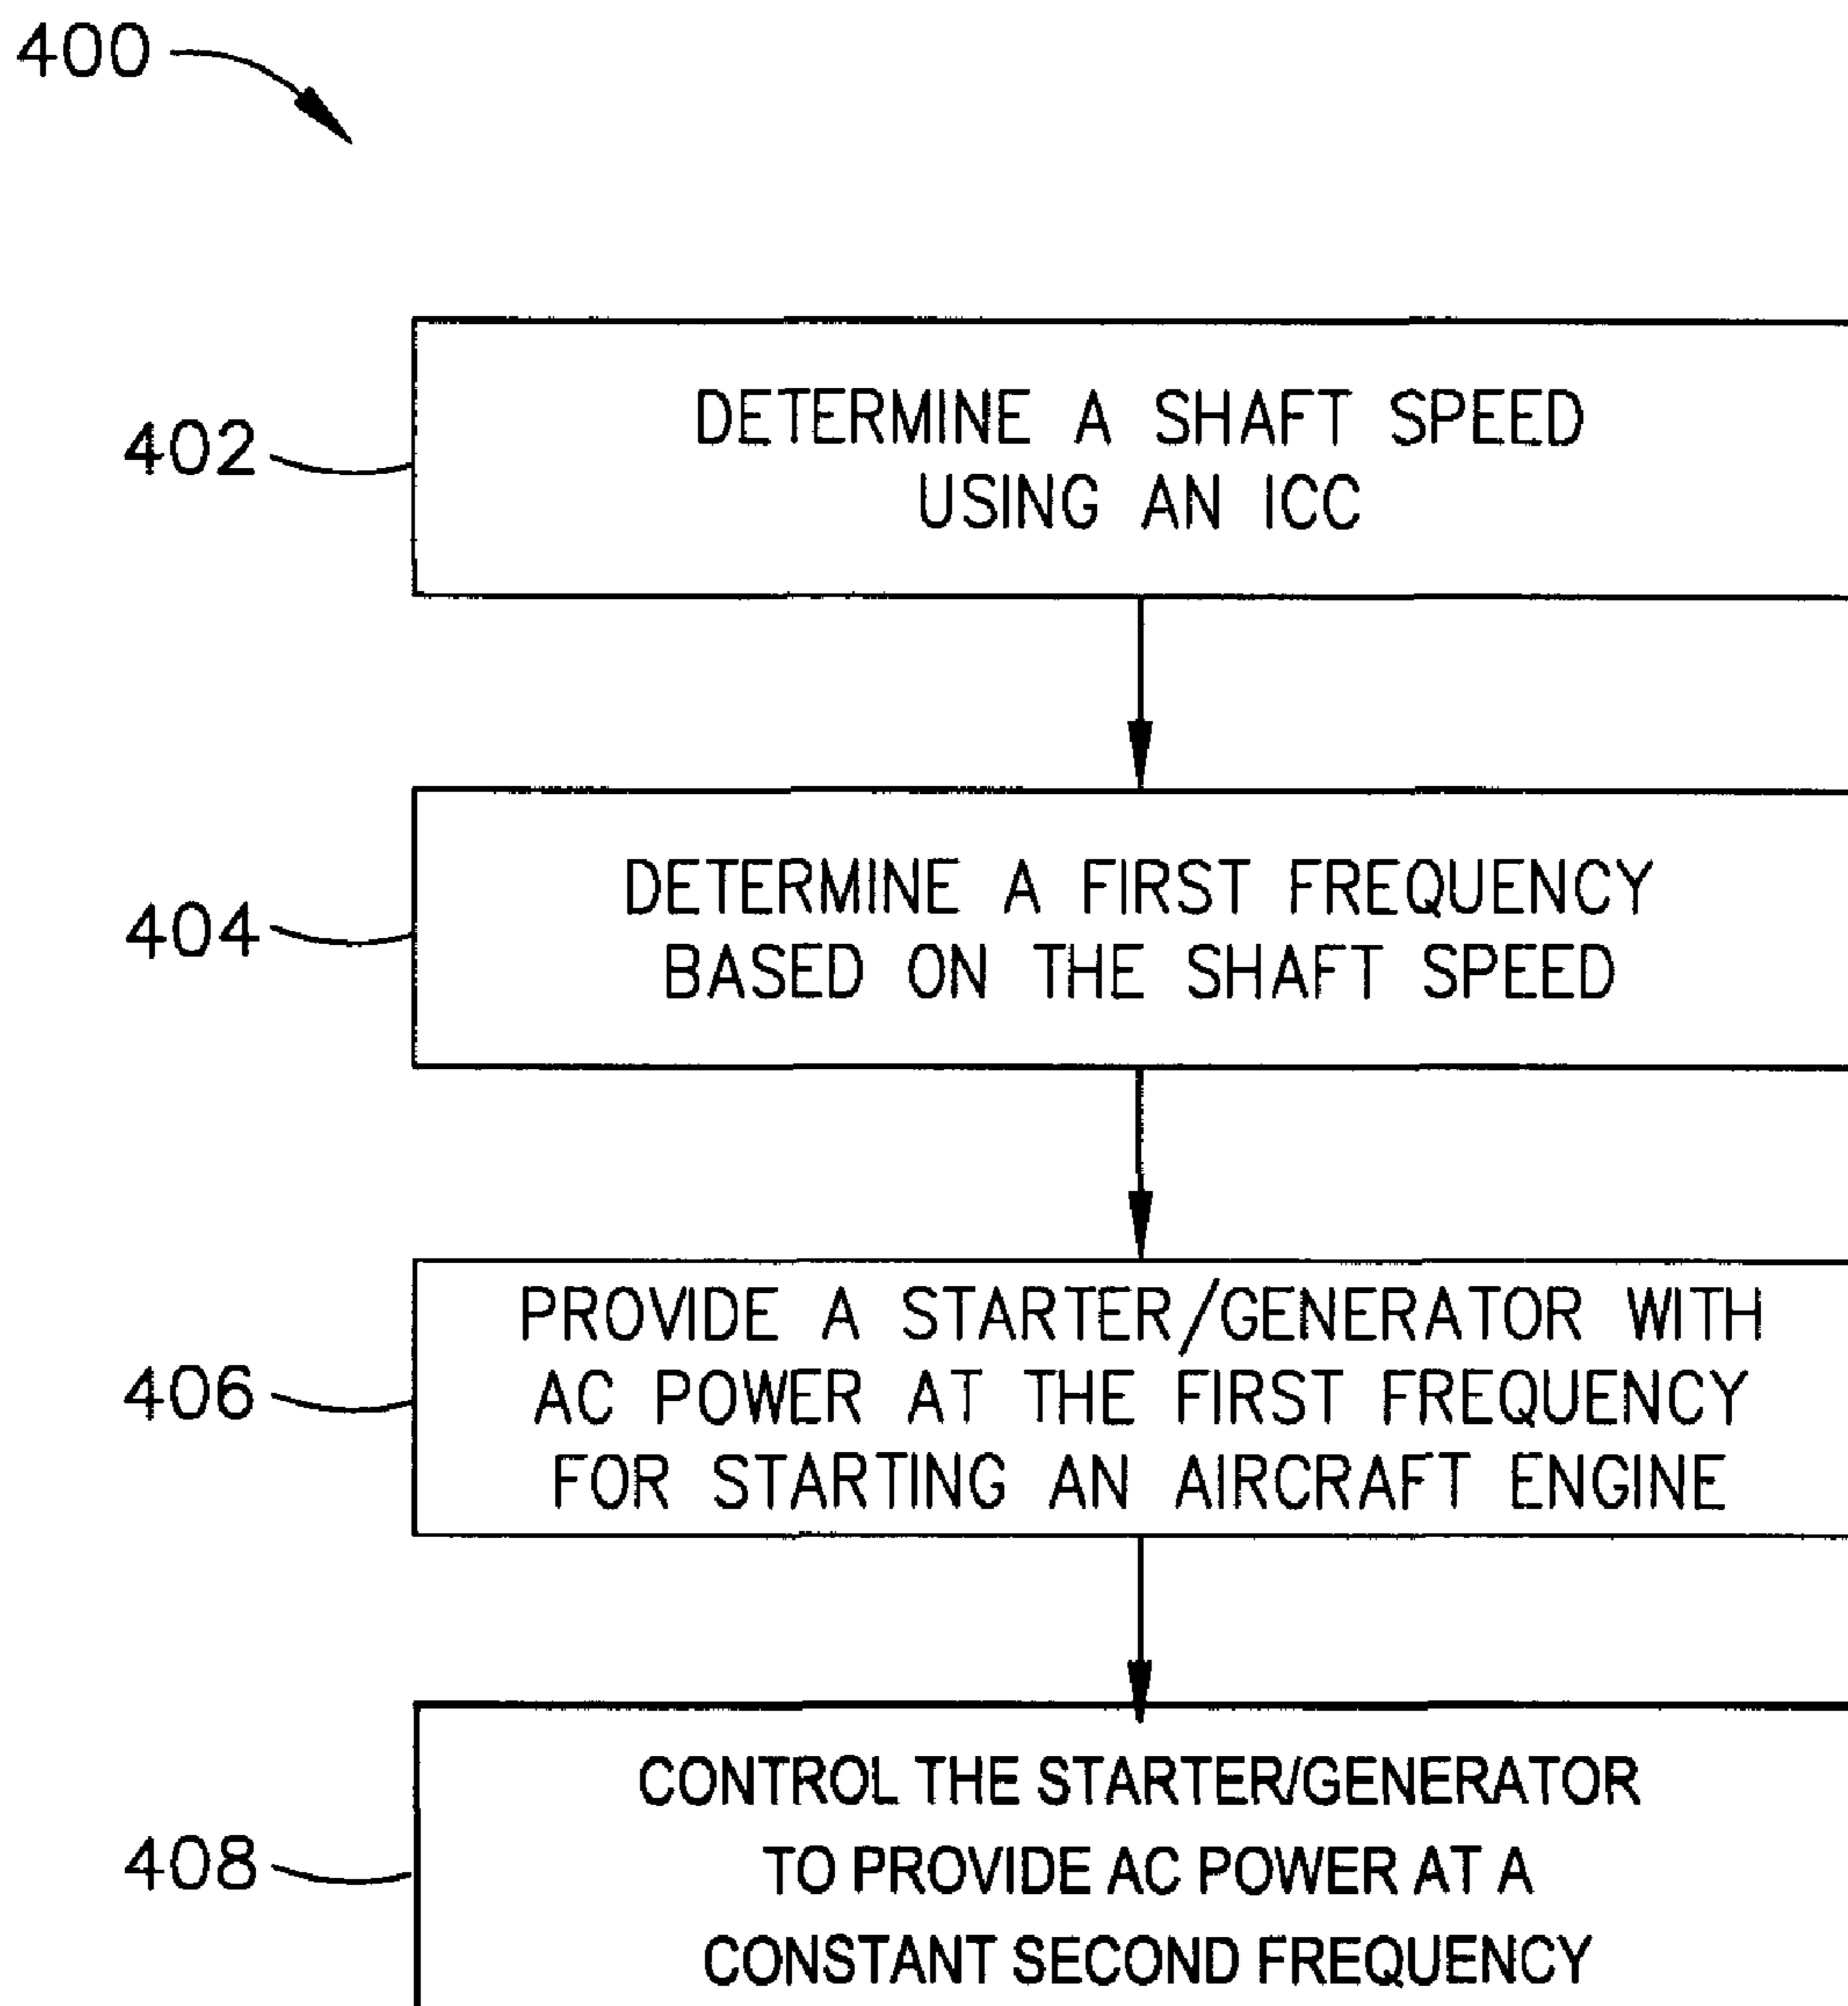 400
402
DETERMINE A SHAFT SPEED
USING AN ICC
404
DETERMINE A FIRST FREQUENCY
BASED ON THE SHAFT SPEED
406
PROVIDE A STARTER/GENERATOR WITH
AC POWER AT THE FIRST FREQUENCY
FOR STARTING AN AIRCRAFT ENGINE
408
CONTROL THE STARTER/GENERATOR
TO PROVIDE AC POWER AT A
CONSTANT SECOND FREQUENCY